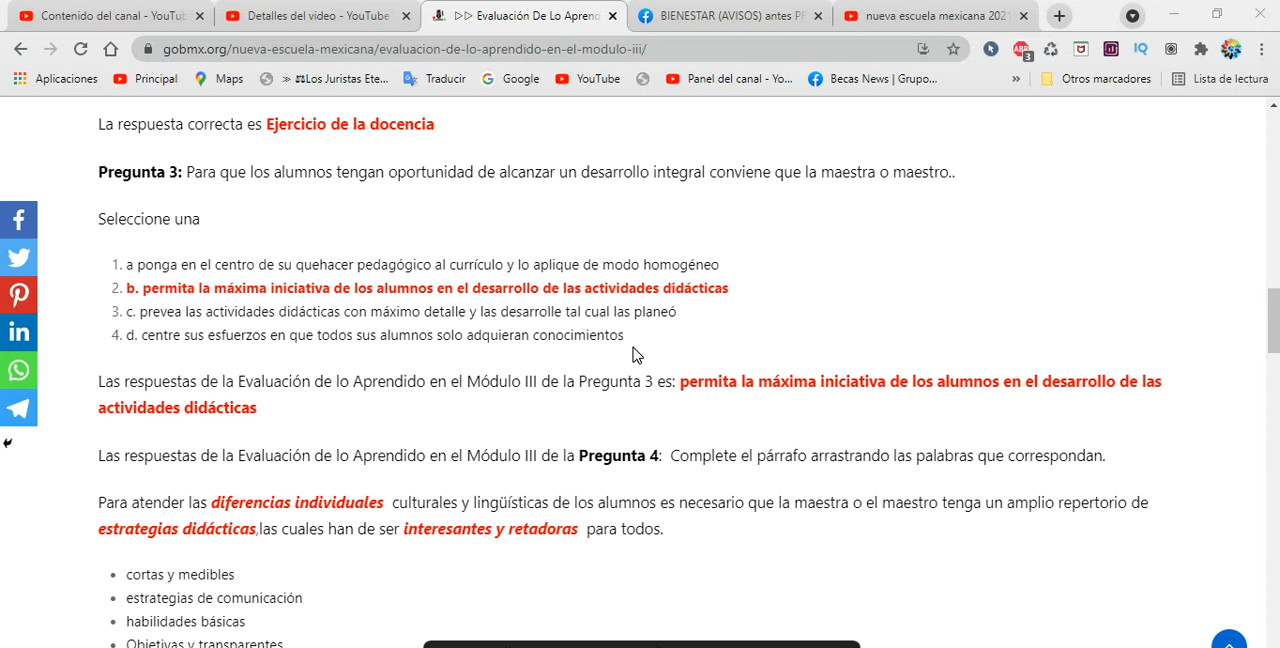 Contenido del canal - YouTu
Detalles del video - YouTube
▷▷ Evaluación De Lo Aprend
BIENESTAR (AVISOS) antes PR
nueva escuela mexicana 2021
gobmx.org/nueva-escuela-mexicana/evaluacion-de-lo-aprendido-en-el-modulo-iii/
ABP
3
IQ
Aplicaciones
Principal
Maps
» ⚖Los Juristas Ete...
Traducir
Google
YouTube
Panel del canal - Yo...
Becas News | Grupo...
»
Otros marcadores
Lista de lectura
La respuesta correcta es Ejercicio de la docencia
Pregunta 3: Para que los alumnos tengan oportunidad de alcanzar un desarrollo integral conviene que la maestra o maestro..
Seleccione una
1. a ponga en el centro de su quehacer pedagógico al currículo y lo aplique de modo homogéneo
2. b. permita la máxima iniciativa de los alumnos en el desarrollo de las actividades didácticas
3. c. prevea las actividades didácticas con máximo detalle y las desarrolle tal cual las planeó
4. d. centre sus esfuerzos en que todos sus alumnos solo adquieran conocimientos
Las respuestas de la Evaluación de lo Aprendido en el Módulo III de la Pregunta 3 es: permita la máxima iniciativa de los alumnos en el desarrollo de las
actividades didácticas
Las respuestas de la Evaluación de lo Aprendido en el Módulo III de la Pregunta 4: Complete el párrafo arrastrando las palabras que correspondan.
Para atender las diferencias individuales culturales y lingüísticas de los alumnos es necesario que la maestra o el maestro tenga un amplio repertorio de
estrategias didácticas,las cuales han de ser interesantes y retadoras para todos.
• cortas y medibles
• estrategias de comunicación
• habilidades básicas
• Objetivas y transparentes